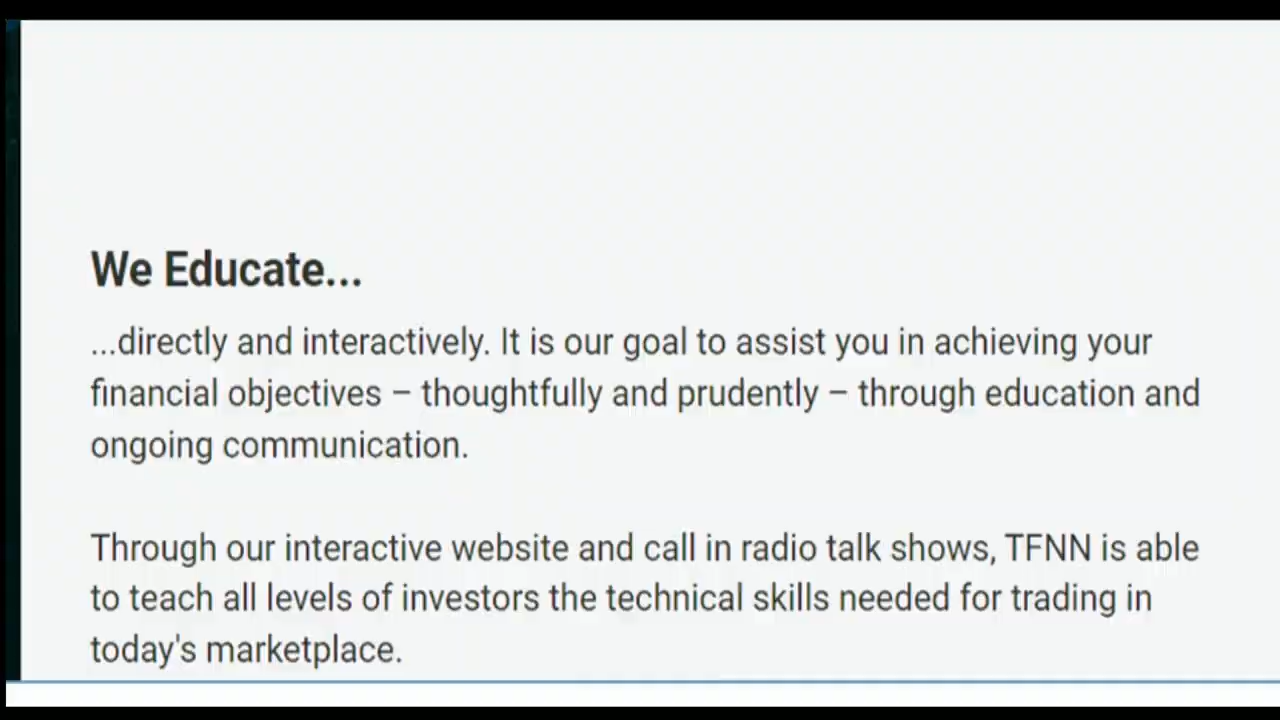 We Educate...
...directly and interactively. It is our goal to assist you in achieving your
financial objectives – thoughtfully and prudently – through education and
ongoing communication.
Through our interactive website and call in radio talk shows, TFNN is able
to teach all levels of investors the technical skills needed for trading in
today's marketplace.